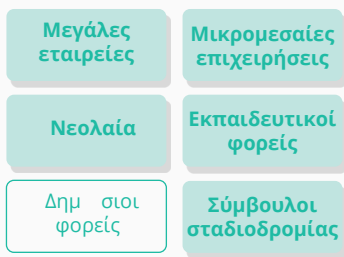 Μεγάλες
εταιρείες
Μικρομεσαίες
επιχειρήσεις
Νεολαία
Εκπαιδευτικοί
φορείς
Δημ σιοι
φορείς
Σύμβουλοι
σταδιοδρομίας